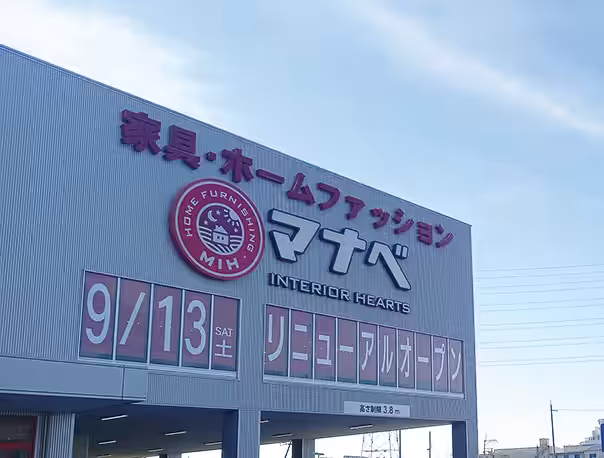 家具・ホームファッション
HOME FURNISHING
MIH
マナベ
INTERIOR HEARTS
9/13 SAT 土
リニューアルオープン
高さ制限 3.8m